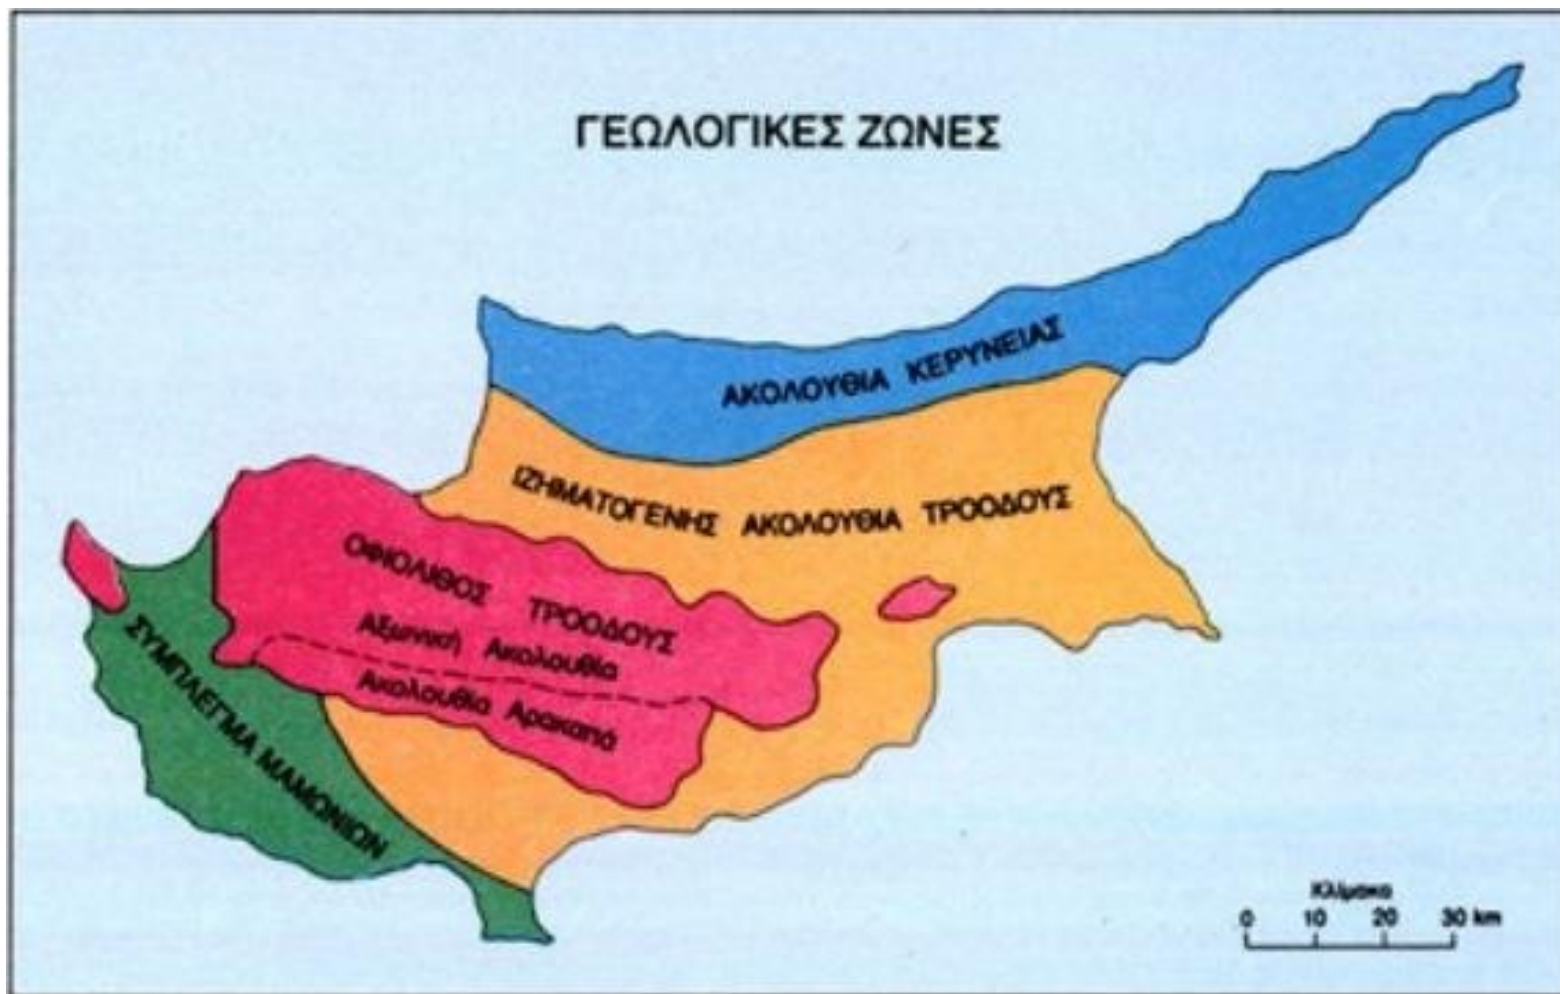 ΓΕΩΛΟΓΙΚΕΣ ΖΩΝΕΣ
ΑΚΟΛΟΥΘΙΑ ΚΕΡΥΝΕΙΑΣ
ΙΖΗΜΑΤΟΓΕΝΗΣ ΑΚΟΛΟΥΘΙΑ ΤΡΟΟΔΟΥΣ
ΟΦΙΟΛΙΘΟΣ ΤΡΟΟΔΟΥΣ
Αξωνική Ακολουθία
Ακολουθία Αρακαπά
ΣΥΜΠΛΕΓΜΑ ΜΑΜΩΝΙΩΝ
Κλίμακα
0 10 20 30 km